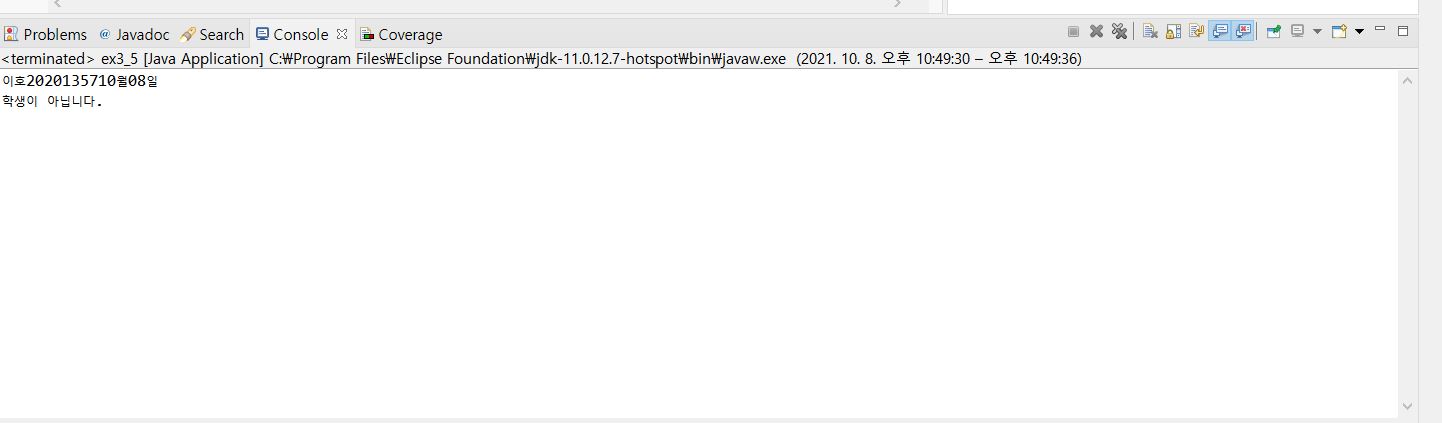 Problems @ Javadoc Search Console Coverage
<terminated> ex3_5 [Java Application] C:₩Program Files₩Eclipse Foundation₩jdk-11.0.12.7-hotspot₩bin₩javaw.exe (2021. 10. 8. 오후 10:49:30 – 오후 10:49:36)
이호2020135710월08일
학생이 아닙니다.